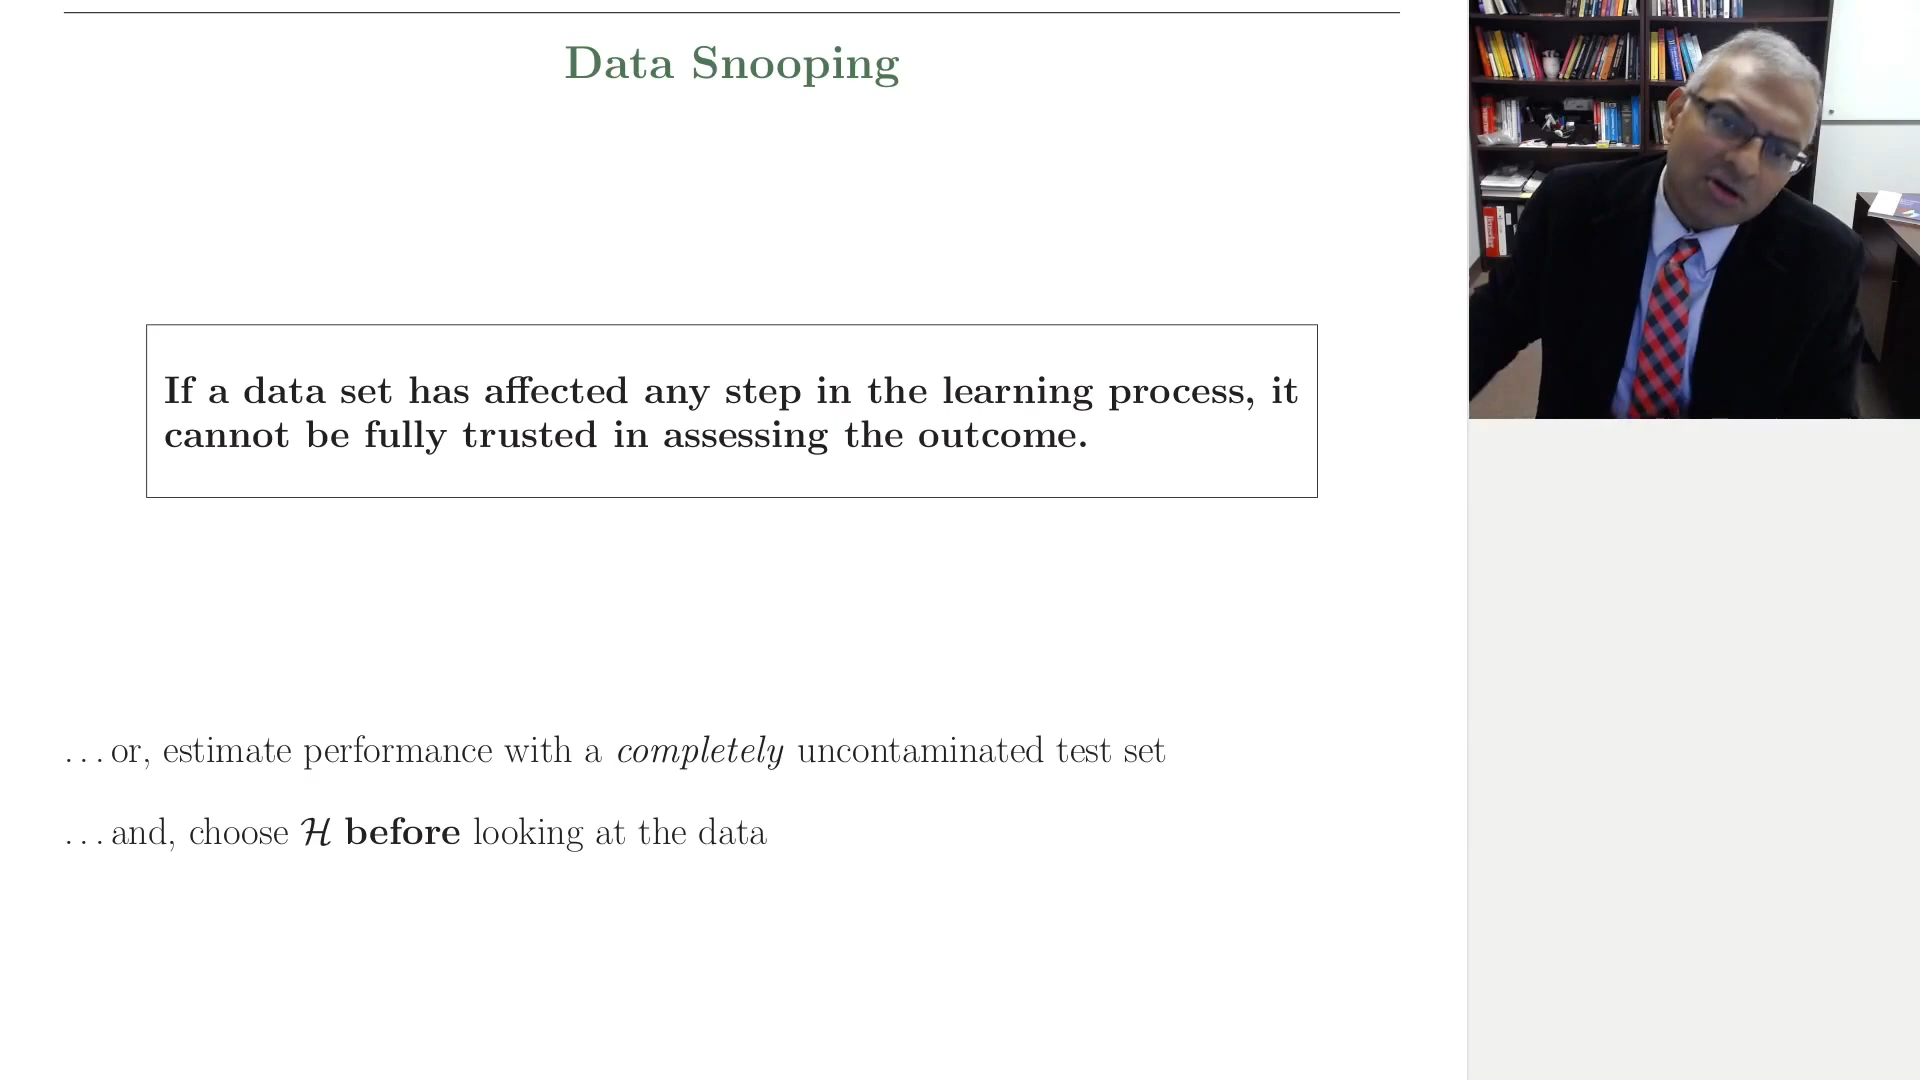 Data Snooping
If a data set has affected any step in the learning process, it
cannot be fully trusted in assessing the outcome.
...or, estimate performance with a completely uncontaminated test set
...and, choose ℋ before looking at the data